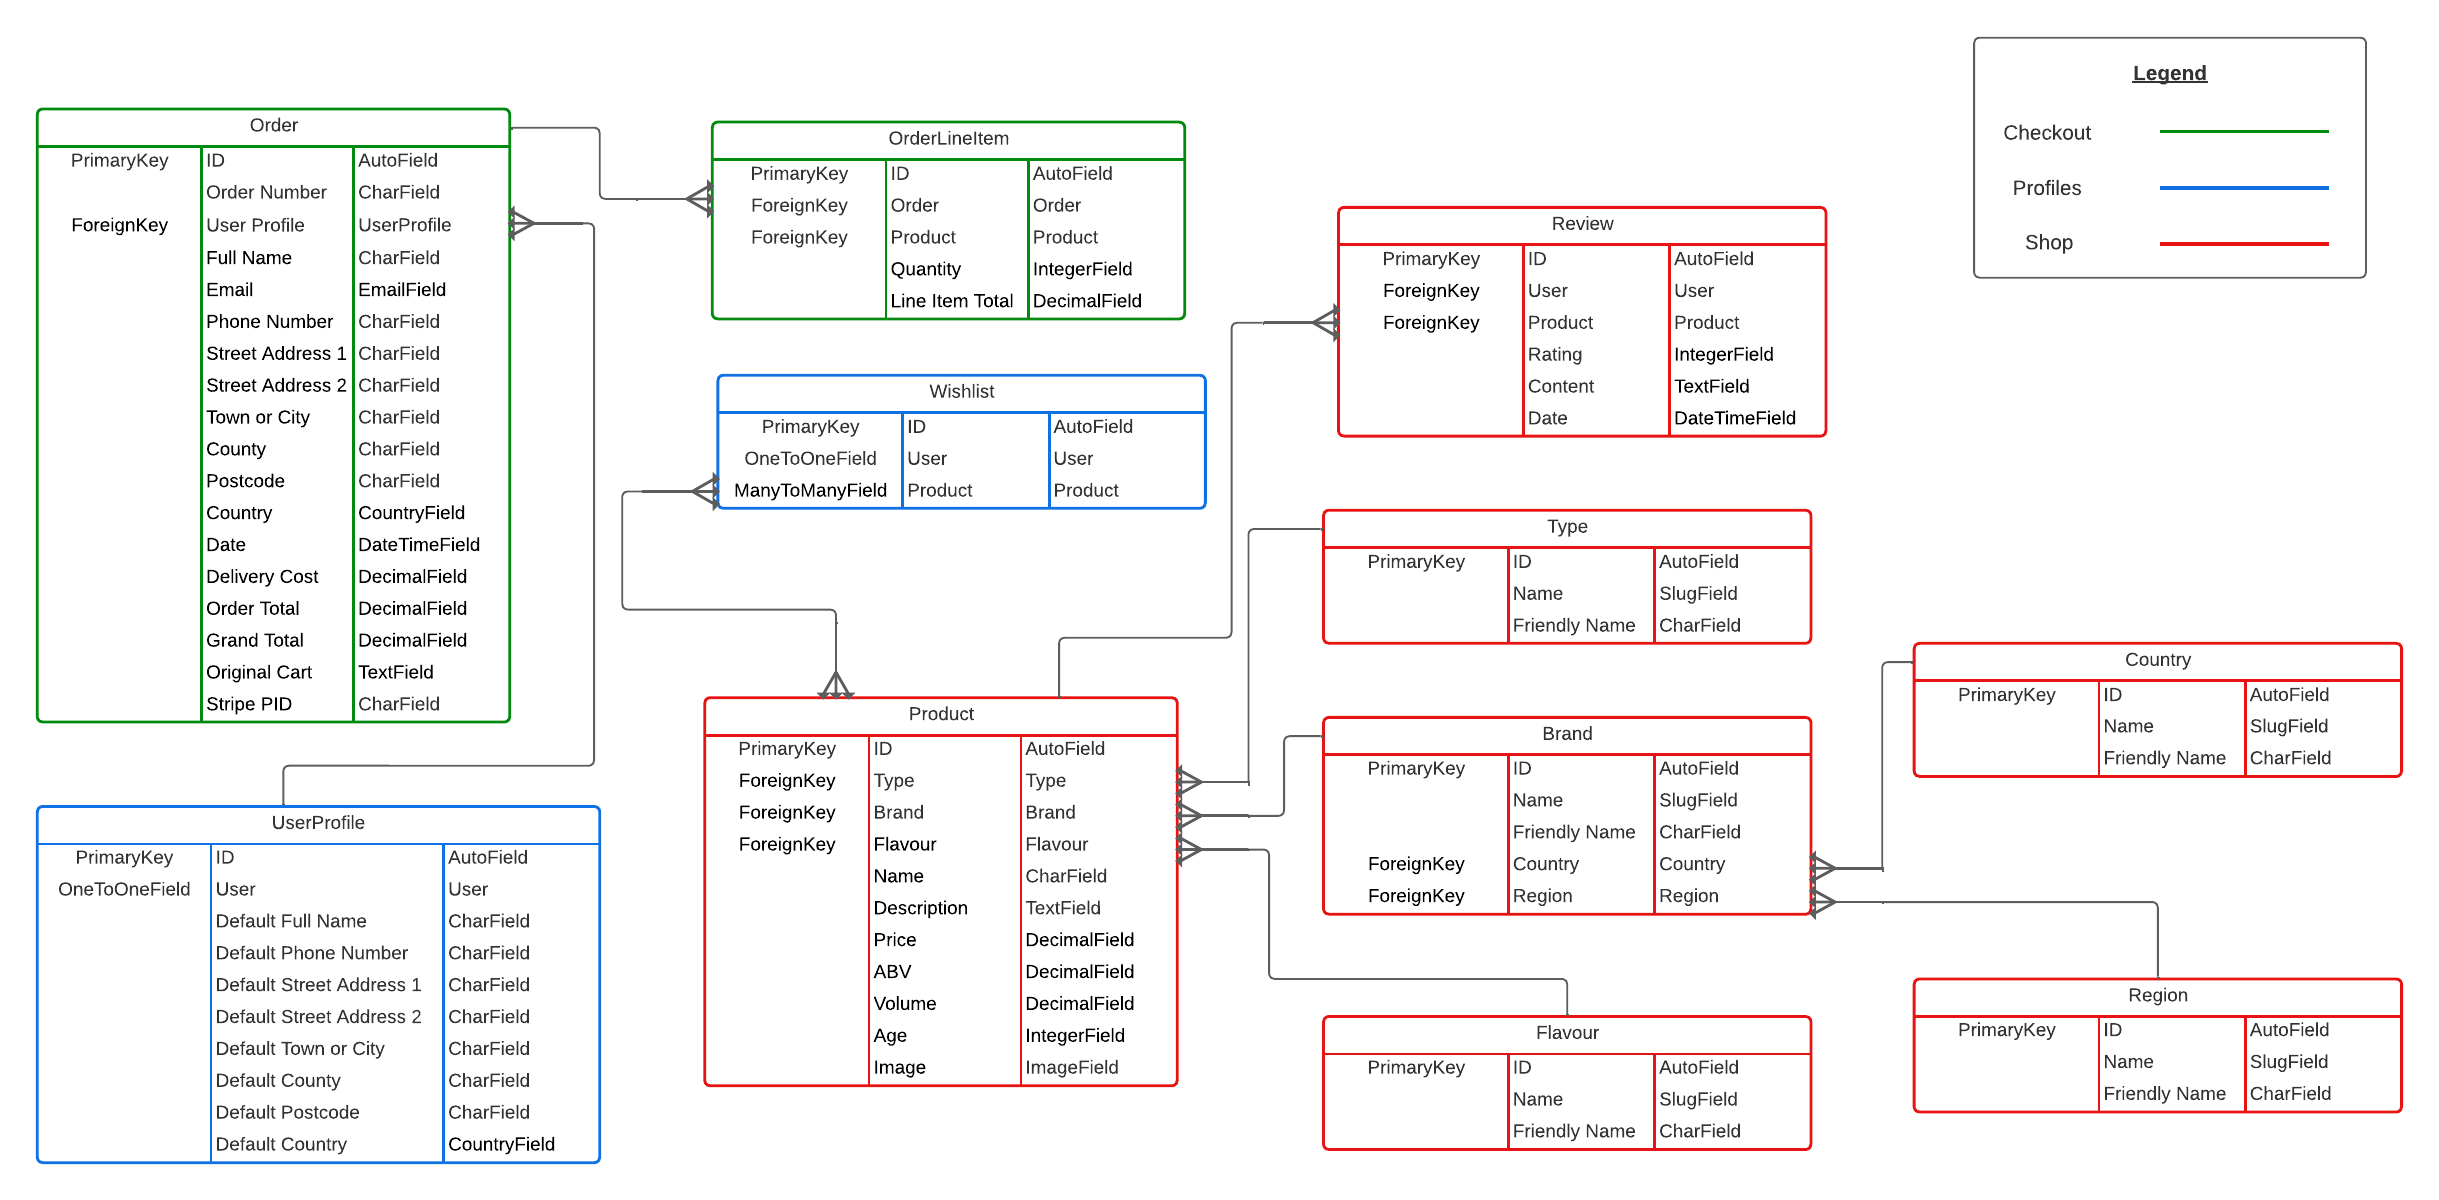 Legend
Checkout
Profiles
Shop
Order
PrimaryKey ID AutoField
Order Number CharField
ForeignKey User Profile UserProfile
Full Name CharField
Email EmailField
Phone Number CharField
Street Address 1 CharField
Street Address 2 CharField
Town or City CharField
County CharField
Postcode CharField
Country CountryField
Date DateTimeField
Delivery Cost DecimalField
Order Total DecimalField
Grand Total DecimalField
Original Cart TextField
Stripe PID CharField
OrderLineItem
PrimaryKey ID AutoField
ForeignKey Order Order
ForeignKey Product Product
Quantity IntegerField
Line Item Total DecimalField
Review
PrimaryKey ID AutoField
ForeignKey User User
ForeignKey Product Product
Rating IntegerField
Content TextField
Date DateTimeField
Wishlist
PrimaryKey ID AutoField
OneToOneField User User
ManyToManyField Product Product
Type
PrimaryKey ID AutoField
Name SlugField
Friendly Name CharField
Country
PrimaryKey ID AutoField
Name SlugField
Friendly Name CharField
Product
PrimaryKey ID AutoField
ForeignKey Type Type
ForeignKey Brand Brand
ForeignKey Flavour Flavour
Name CharField
Description TextField
Price DecimalField
ABV DecimalField
Volume DecimalField
Age IntegerField
Image ImageField
Brand
PrimaryKey ID AutoField
Name SlugField
Friendly Name CharField
ForeignKey Country Country
ForeignKey Region Region
UserProfile
PrimaryKey ID AutoField
OneToOneField User User
Default Full Name CharField
Default Phone Number CharField
Default Street Address 1 CharField
Default Street Address 2 CharField
Default Town or City CharField
Default County CharField
Default Postcode CharField
Default Country CountryField
Flavour
PrimaryKey ID AutoField
Name SlugField
Friendly Name CharField
Region
PrimaryKey ID AutoField
Name SlugField
Friendly Name CharField